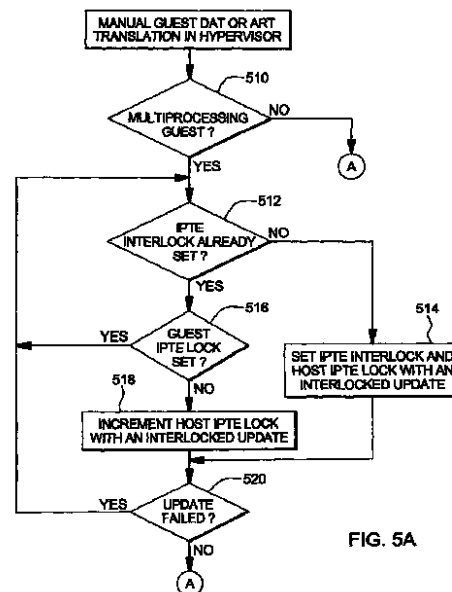 MANUAL GUEST DAT OR ART
TRANSLATION IN HYPERVISOR
510
MULTIPROCESSING
GUEST ?
NO
A
YES
512
IPTE
INTERLOCK ALREADY
SET ?
NO
YES
516
GUEST
IPTE LOCK
SET ?
YES
NO
514
SET IPTE INTERLOCK AND
HOST IPTE LOCK WITH AN
INTERLOCKED UPDATE
518
INCREMENT HOST IPTE LOCK
WITH AN INTERLOCKED UPDATE
520
UPDATE
FAILED ?
YES
NO
A
FIG. 5A